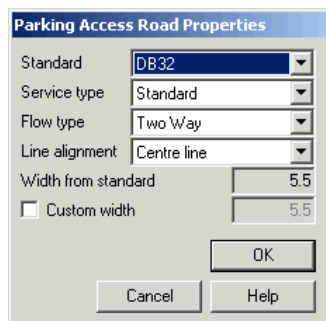 Parking Access Road Properties
Standard DB32
Service type Standard
Flow type Two Way
Line alignment Centre line
Width from standard 5.5
Custom width 5.5
OK
Cancel Help